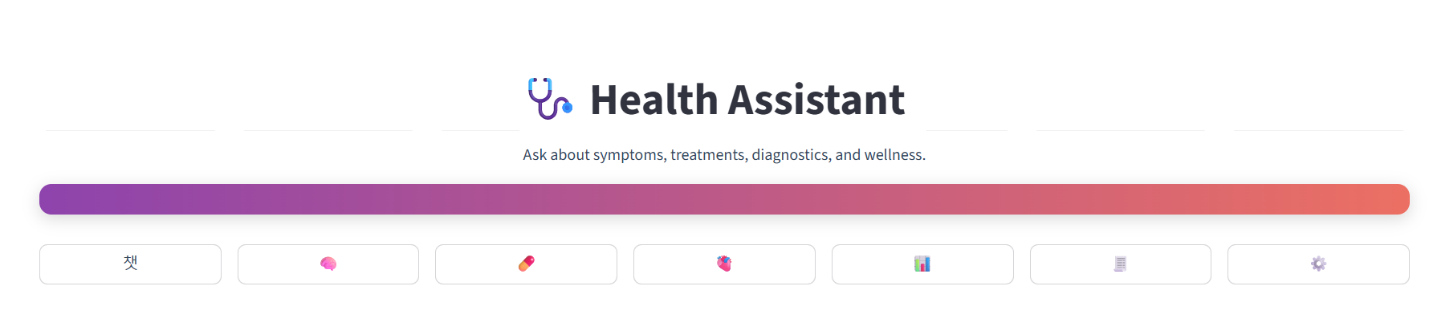 Health Assistant
Ask about symptoms, treatments, diagnostics, and wellness.
챗